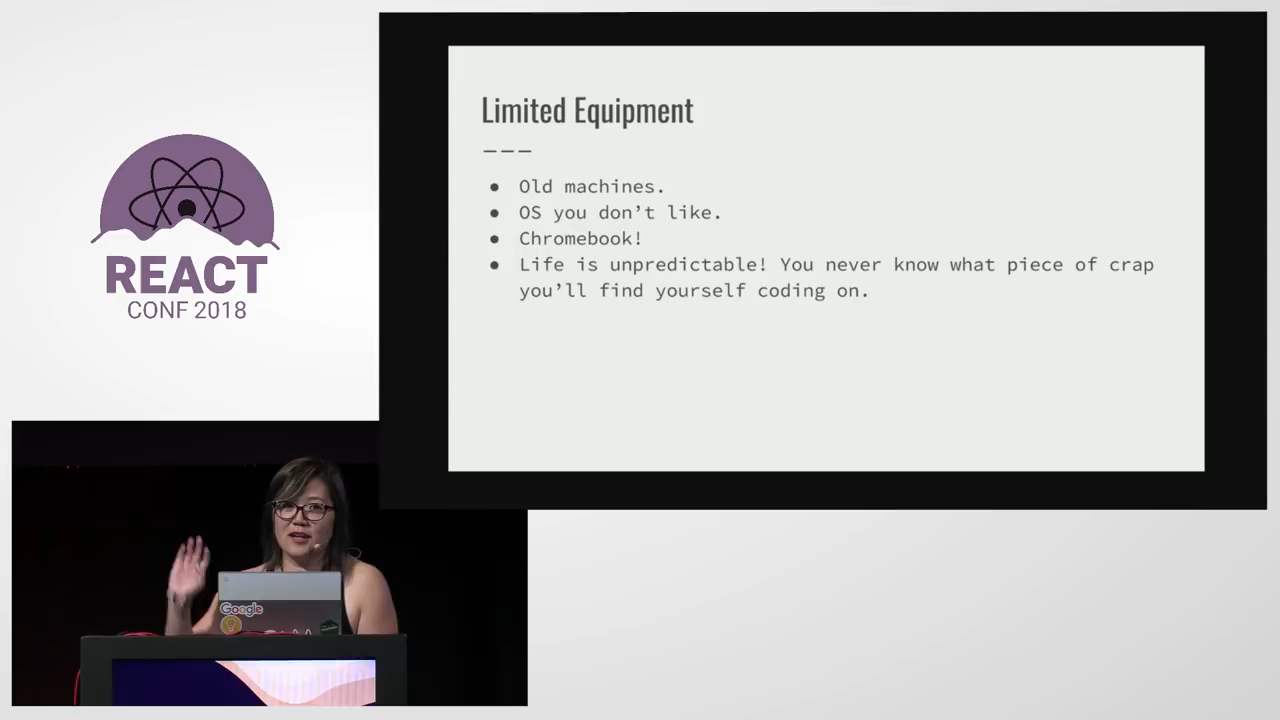 Limited Equipment
–––
● Old machines.
● OS you don’t like.
● Chromebook!
● Life is unpredictable! You never know what piece of crap
you’ll find yourself coding on.
REACT
CONF 2018
Google